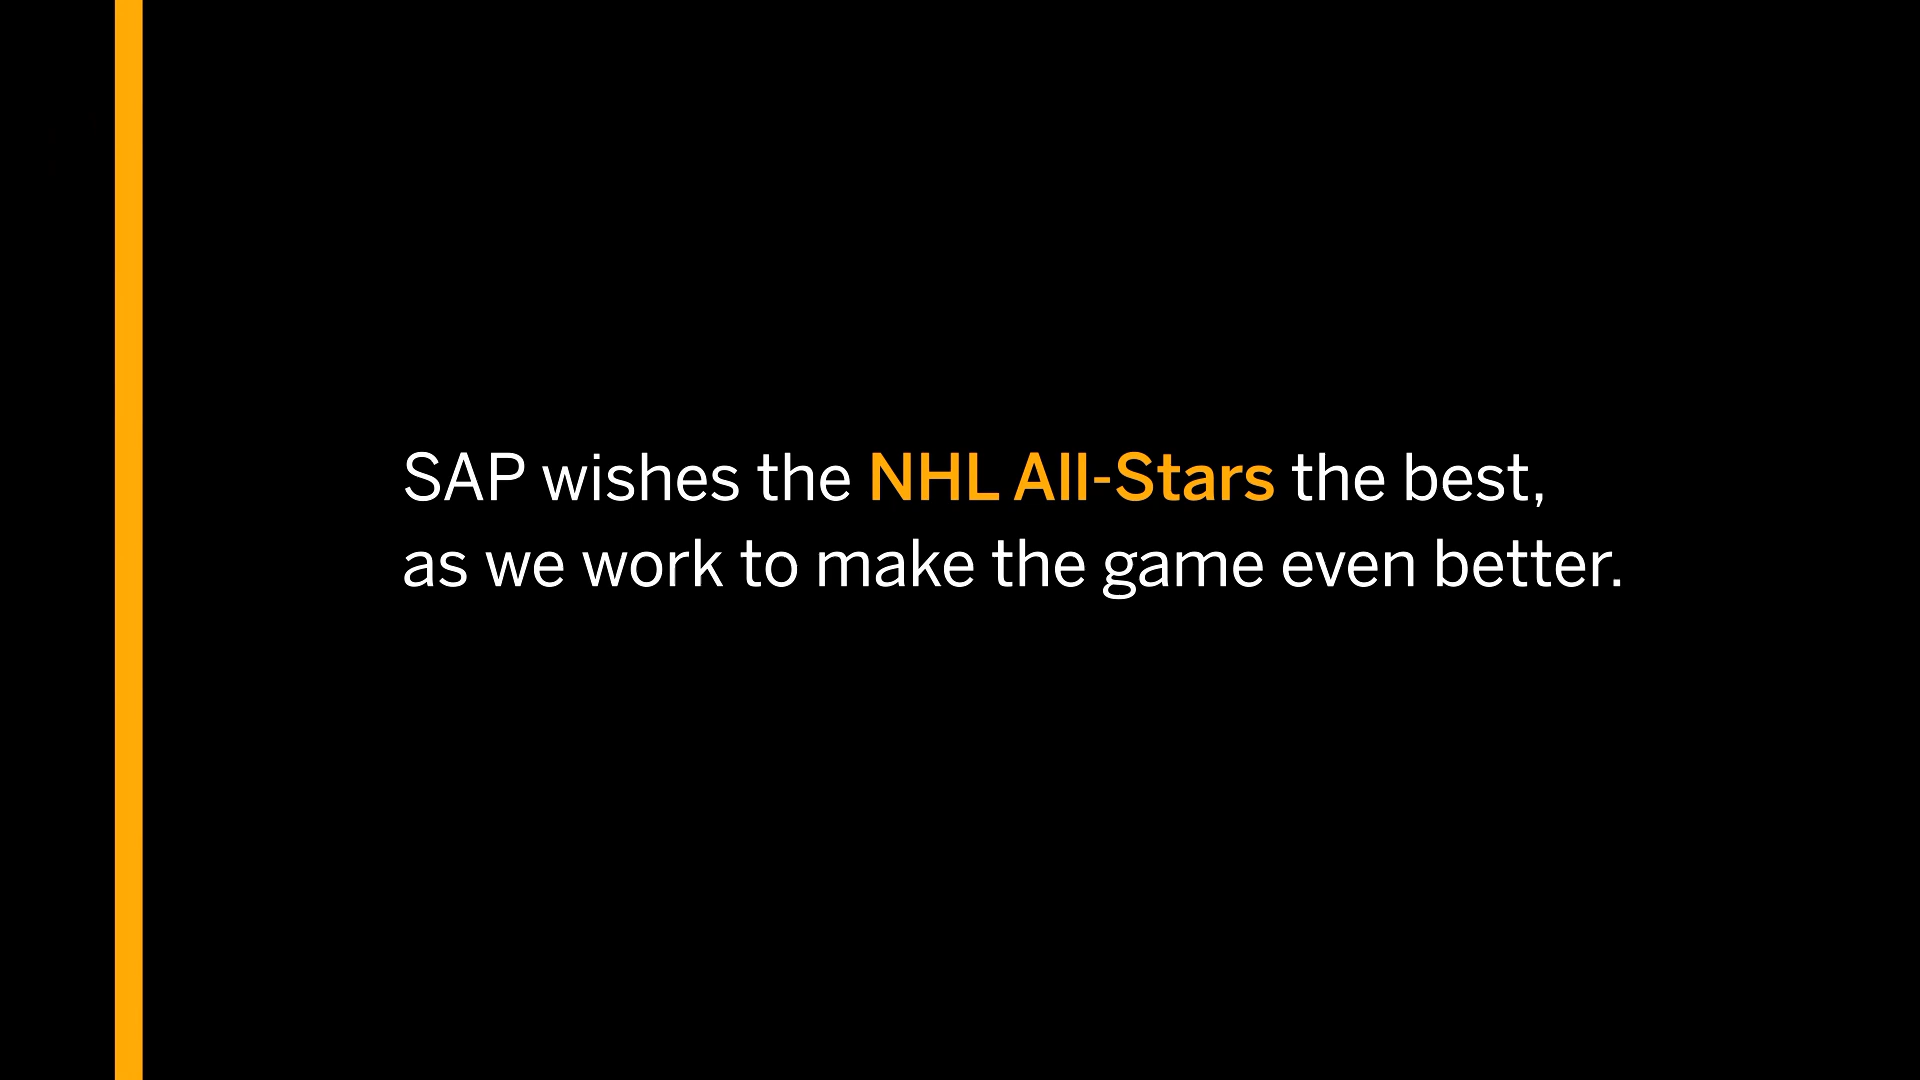 SAP wishes the NHL All-Stars the best,
as we work to make the game even better.